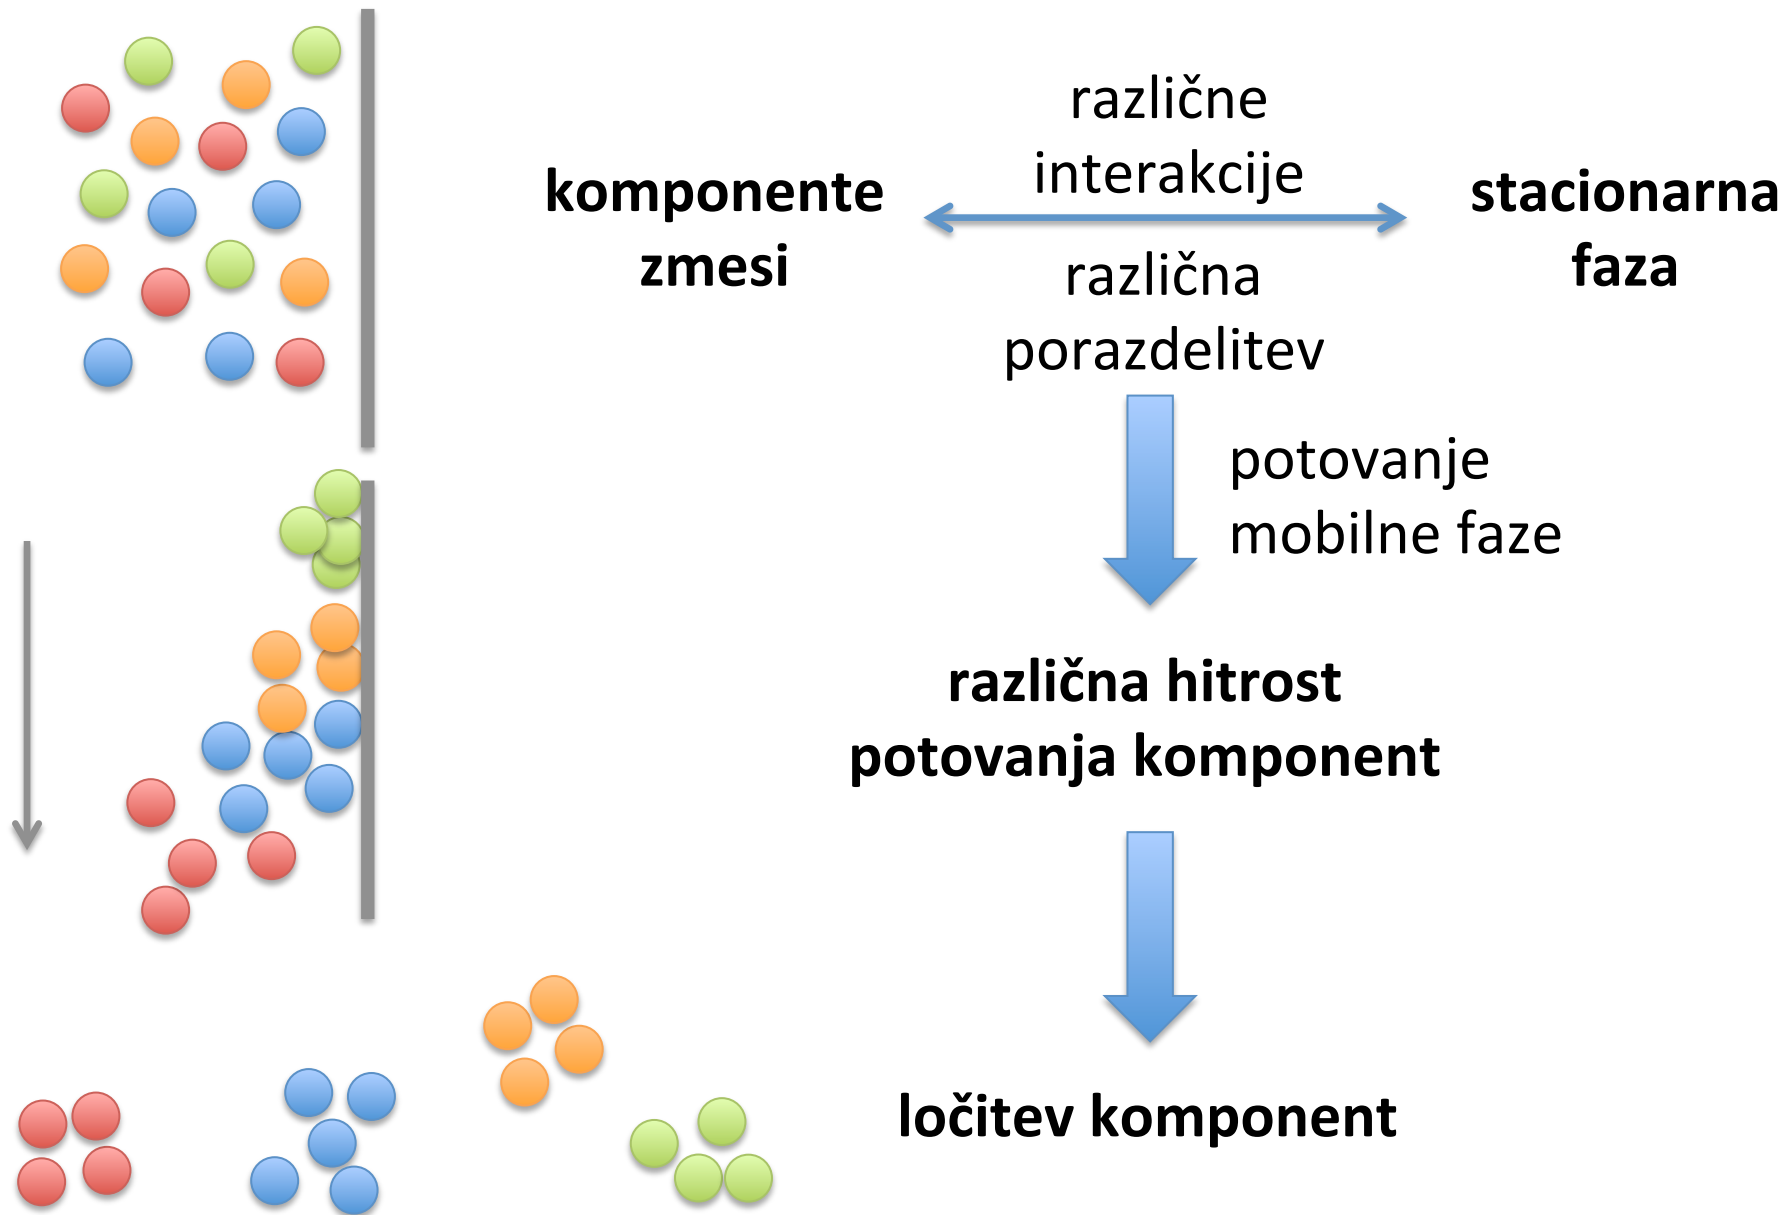 komponente
zmesi
različne
interakcije
različna
porazdelitev
stacionarna
faza
potovanje
mobilne faze
različna hitrost
potovanja komponent
ločitev komponent